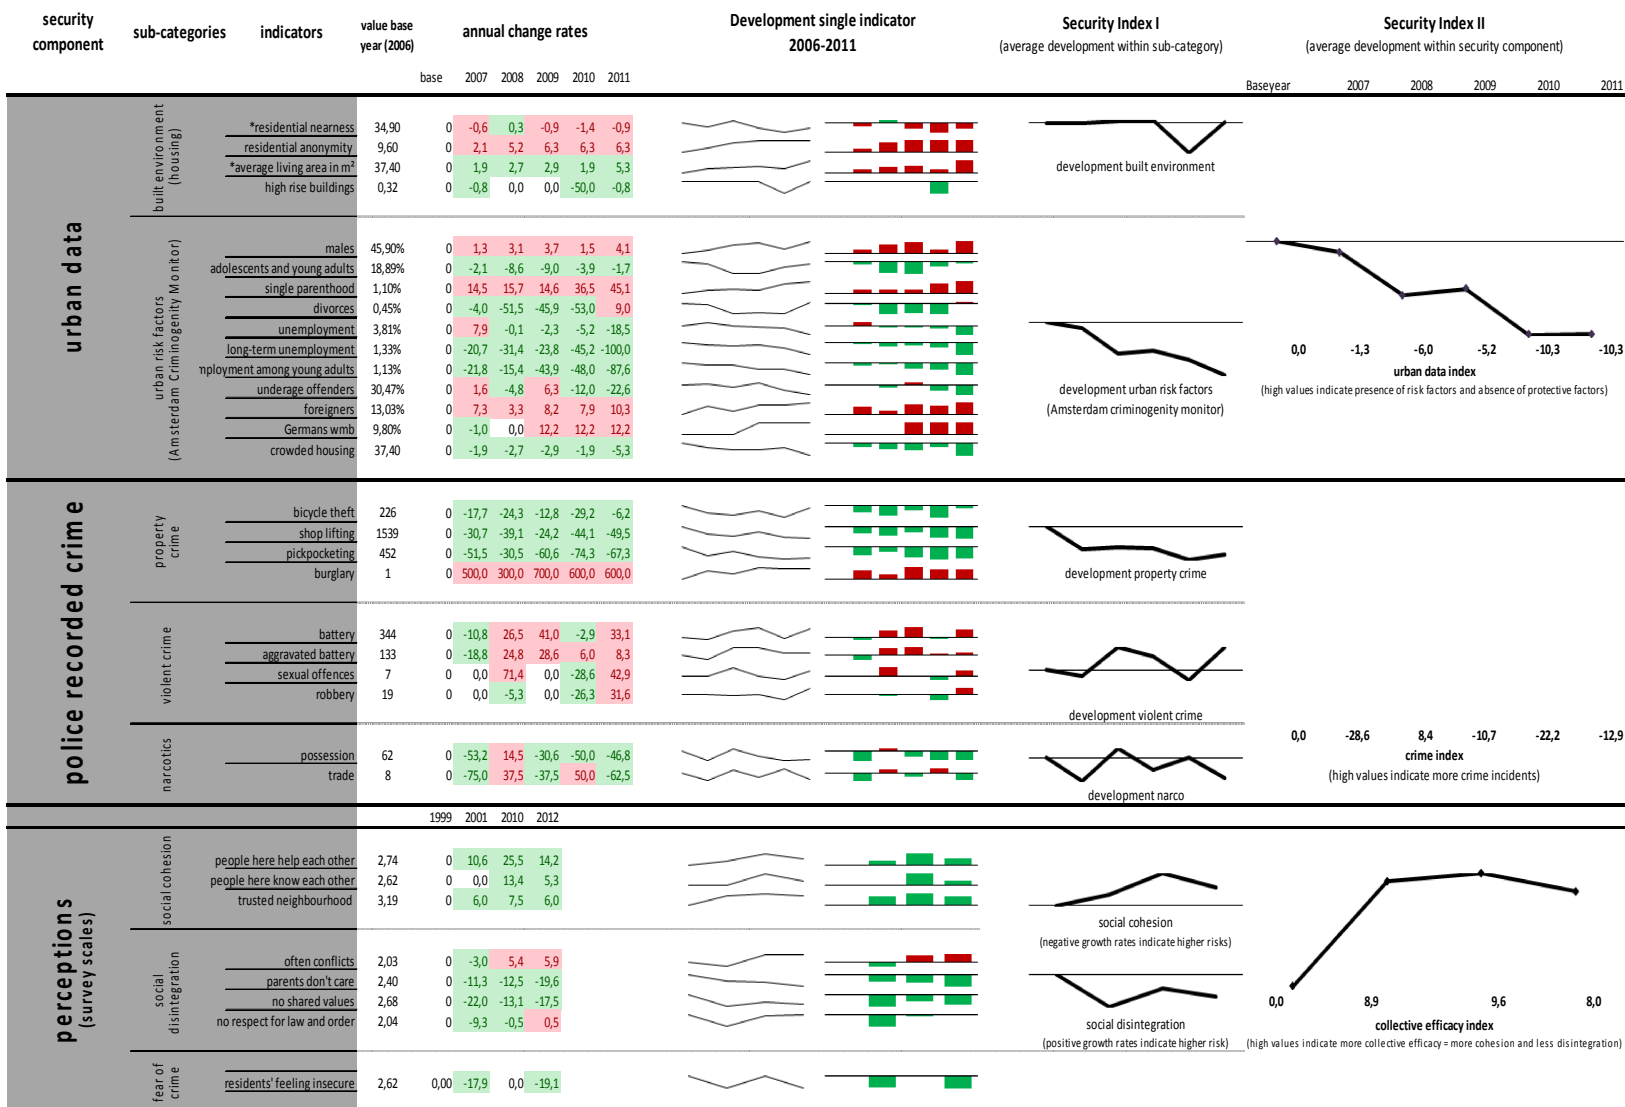 security component
sub-categories
indicators
value base year (2006)
annual change rates
Development single indicator 2006-2011
Security Index I
(average development within sub-category)
Security Index II
(average development within security component)
base 2007 2008 2009 2010 2011
Baseyear 2007 2008 2009 2010 2011
urban data
built environment (housing)
*residential nearness 34,90 0 -0,6 0,3 -0,9 -1,4 -0,9
residential anonymity 9,60 0 2,1 5,2 6,3 6,3 6,3
*average living area in m² 37,40 0 1,9 2,7 2,9 1,9 5,3
high rise buildings 0,32 0 -0,8 0,0 0,0 -50,0 -0,8
development built environment
urban risk factors
(Amsterdam Criminogenity Monitor)
males 45,90% 0 1,3 3,1 3,7 1,5 4,1
adolescents and young adults 18,89% 0 -2,1 -8,6 -9,0 -3,9 -1,7
single parenthood 1,10% 0 14,5 15,7 14,6 36,5 45,1
divorces 0,45% 0 -4,0 -51,5 -45,9 -53,0 9,0
unemployment 3,81% 0 7,9 -0,1 -2,3 -5,2 -18,5
long-term unemployment 1,33% 0 -20,7 -31,4 -23,8 -45,2 -100,0
nployment among young adults 1,13% 0 -21,8 -15,4 -43,9 -48,0 -87,6
underage offenders 30,47% 0 1,6 -4,8 6,3 -12,0 -22,6
foreigners 13,03% 0 7,3 3,3 8,2 7,9 10,3
Germans wmb 9,80% 0 -1,0 0,0 12,2 12,2 12,2
crowded housing 37,40 0 -1,9 -2,7 -2,9 -1,9 -5,3
development urban risk factors
(Amsterdam criminogenity monitor)
0,0 -1,3 -6,0 -5,2 -10,3 -10,3
urban data index
(high values indicate presence of risk factors and absence of protective factors)
police recorded crime
property crime
bicycle theft 226 0 -17,7 -24,3 -12,8 -29,2 -6,2
shop lifting 1539 0 -30,7 -39,1 -24,2 -44,1 -49,5
pickpocketing 452 0 -51,5 -30,5 -60,6 -74,3 -67,3
burglary 1 0 500,0 300,0 700,0 600,0 600,0
development property crime
violent crime
battery 344 0 -10,8 26,5 41,0 -2,9 33,1
aggravated battery 133 0 -18,8 24,8 28,6 6,0 8,3
sexual offences 7 0 0,0 71,4 0,0 -28,6 42,9
robbery 19 0 0,0 -5,3 0,0 -26,3 31,6
development violent crime
narcotics
possession 62 0 -53,2 14,5 -30,6 -50,0 -46,8
trade 8 0 -75,0 37,5 -37,5 50,0 -62,5
development narco
0,0 -28,6 8,4 -10,7 -22,2 -12,9
crime index
(high values indicate more crime incidents)
1999 2001 2010 2012
perceptions
(survey scales)
social cohesion
people here help each other 2,74 0 10,6 25,5 14,2
people here know each other 2,62 0 0,0 13,4 5,3
trusted neighbourhood 3,19 0 6,0 7,5 6,0
social cohesion
(negative growth rates indicate higher risks)
social disintegration
often conflicts 2,03 0 -3,0 5,4 5,9
parents don't care 2,40 0 -11,3 -12,5 -19,6
no shared values 2,68 0 -22,0 -13,1 -17,5
no respect for law and order 2,04 0 -9,3 -0,5 0,5
social disintegration
(positive growth rates indicate higher risk)
0,0 8,9 9,6 8,0
collective efficacy index
(high values indicate more collective efficacy = more cohesion and less disintegration)
fear of crime
residents' feeling insecure 2,62 0,00 -17,9 0,0 -19,1